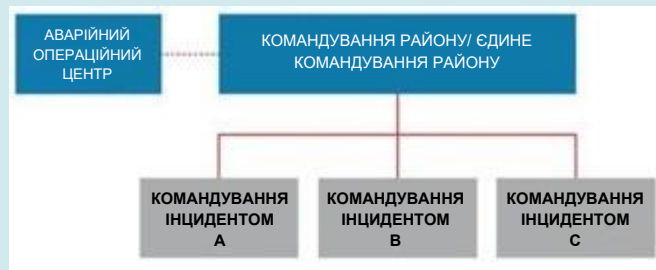 АВАРІЙНИЙ
ОПЕРАЦІЙНИЙ
ЦЕНТР
КОМАНДУВАННЯ РАЙОНУ/ ЄДИНЕ
КОМАНДУВАННЯ РАЙОНУ
КОМАНДУВАННЯ
ІНЦИДЕНТОМ
А
КОМАНДУВАННЯ
ІНЦИДЕНТОМ
В
КОМАНДУВАННЯ
ІНЦИДЕНТОМ
С